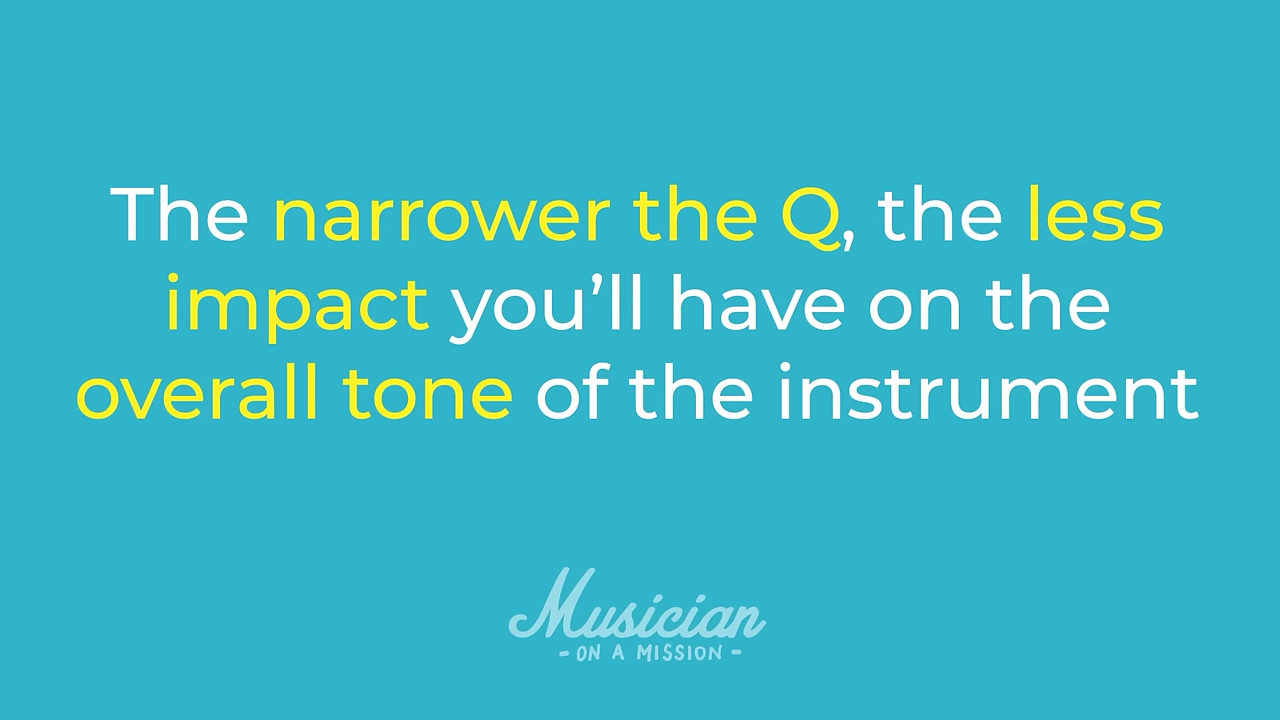 The narrower the Q, the less
impact you’ll have on the
overall tone of the instrument
Musician
- ON A MISSION -